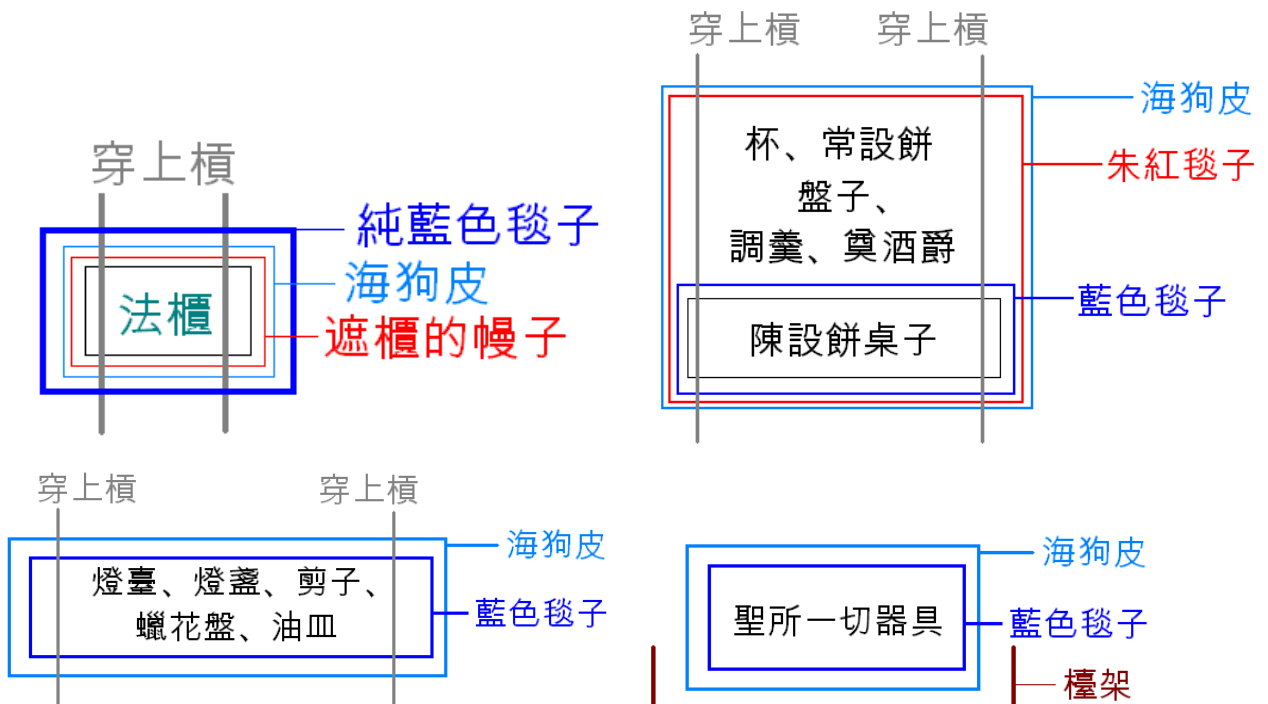 穿上槓
純藍色毯子
海狗皮
遮櫃的幔子
法櫃
穿上槓 穿上槓
海狗皮
朱紅毯子
杯、常設餅
盤子、
調羹、奠酒爵
藍色毯子
陳設餅桌子
穿上槓 穿上槓
海狗皮
藍色毯子
燈臺、燈盞、剪子、
蠟花盤、油皿
海狗皮
藍色毯子
聖所一切器具
檯架